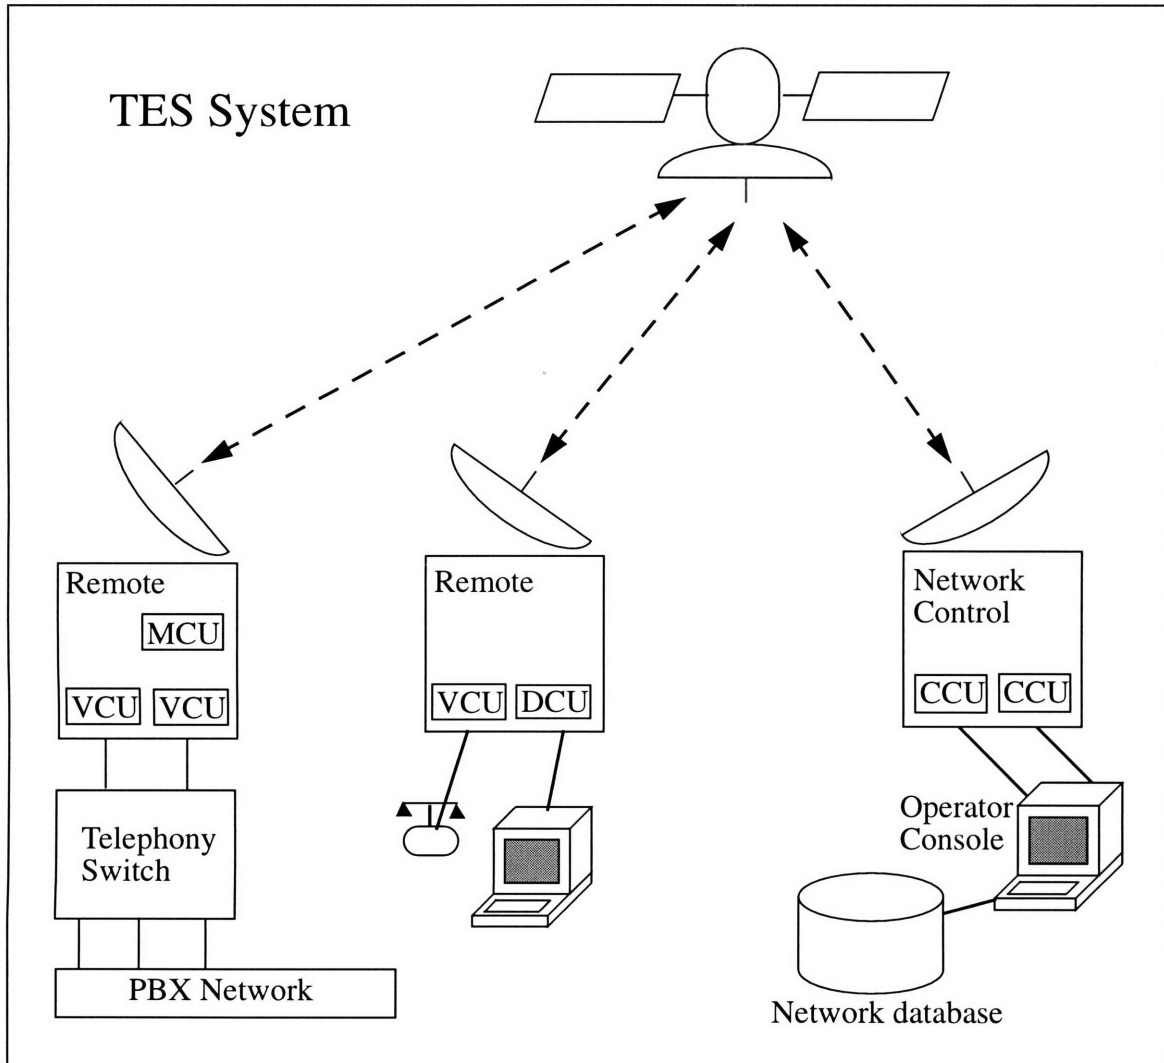 TES System
Remote
MCU
VCU VCU
Telephony
Switch
PBX Network
Remote
VCU DCU
Network
Control
CCU CCU
Operator
Console
Network database